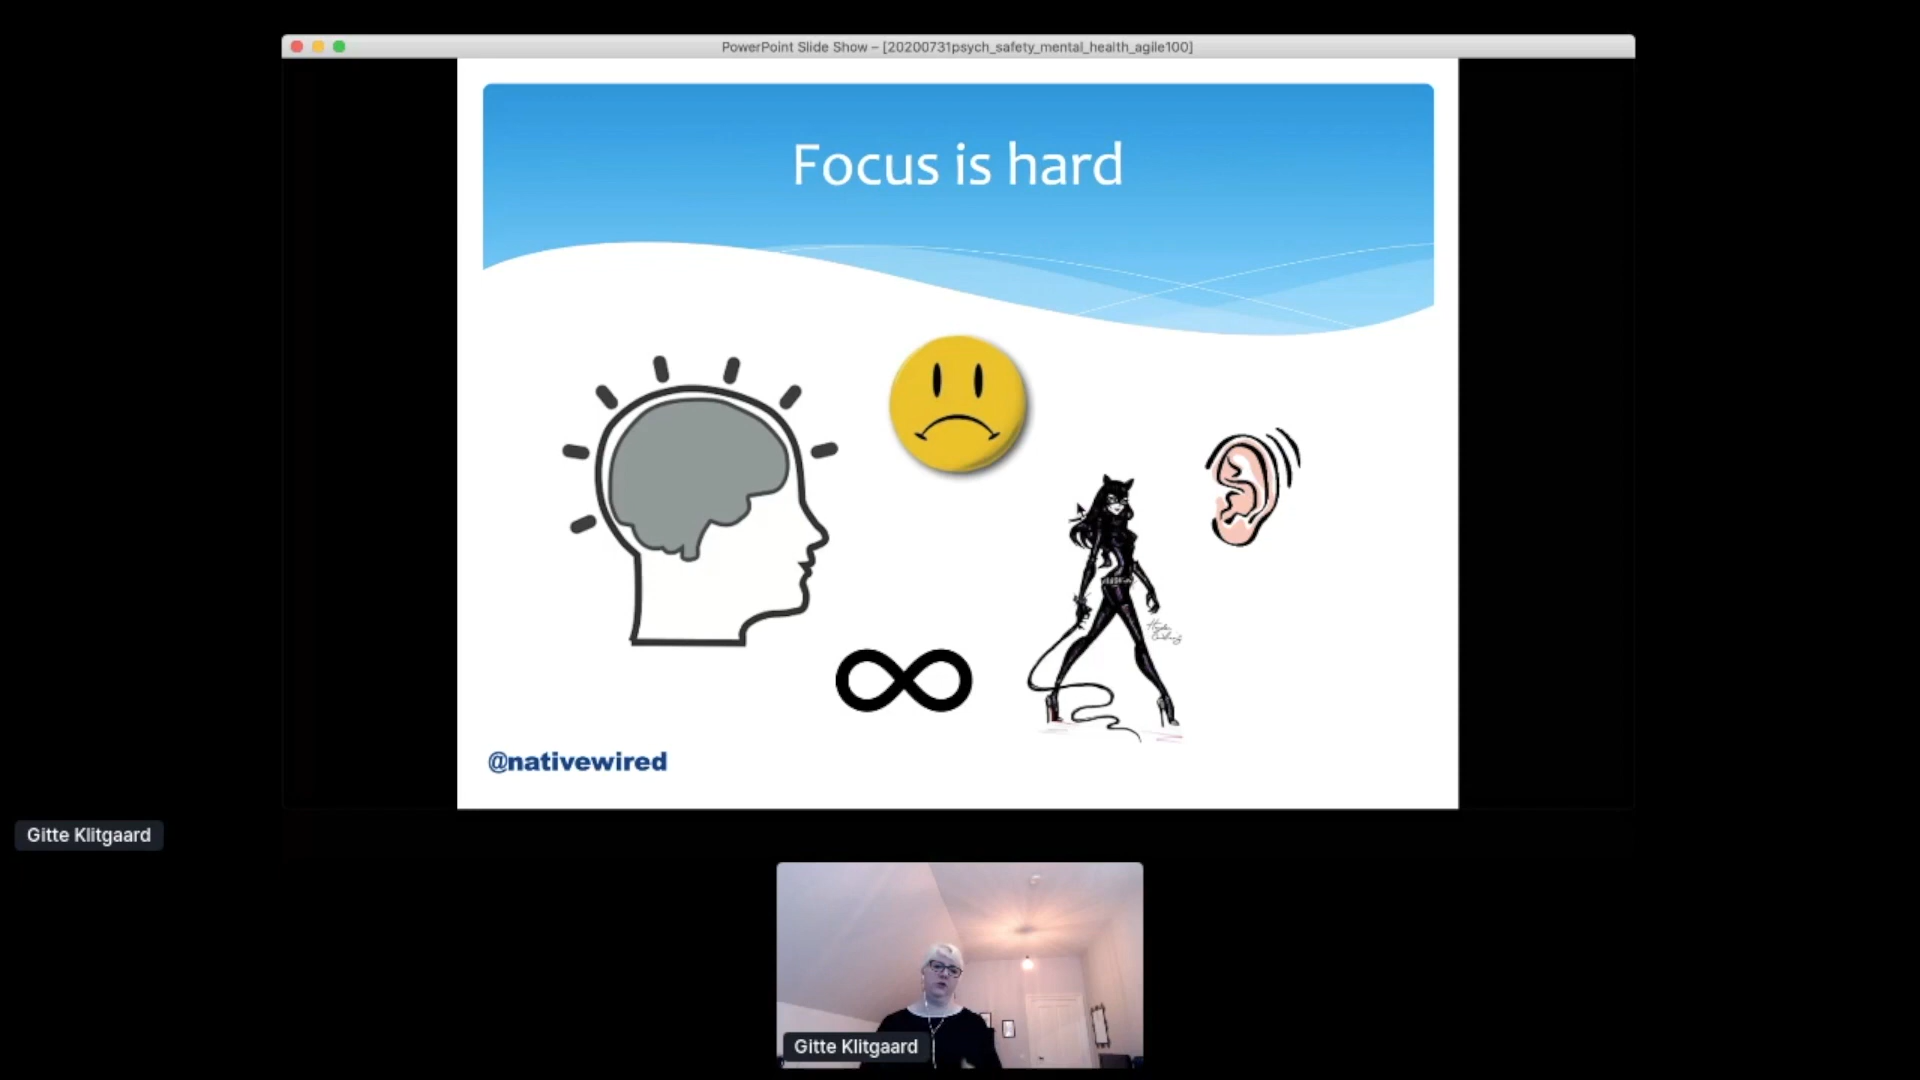 PowerPoint Slide Show – [20200731psych_safety_mental_health_agile100]
Focus is hard
@nativewired
Gitte Klitgaard
Gitte Klitgaard